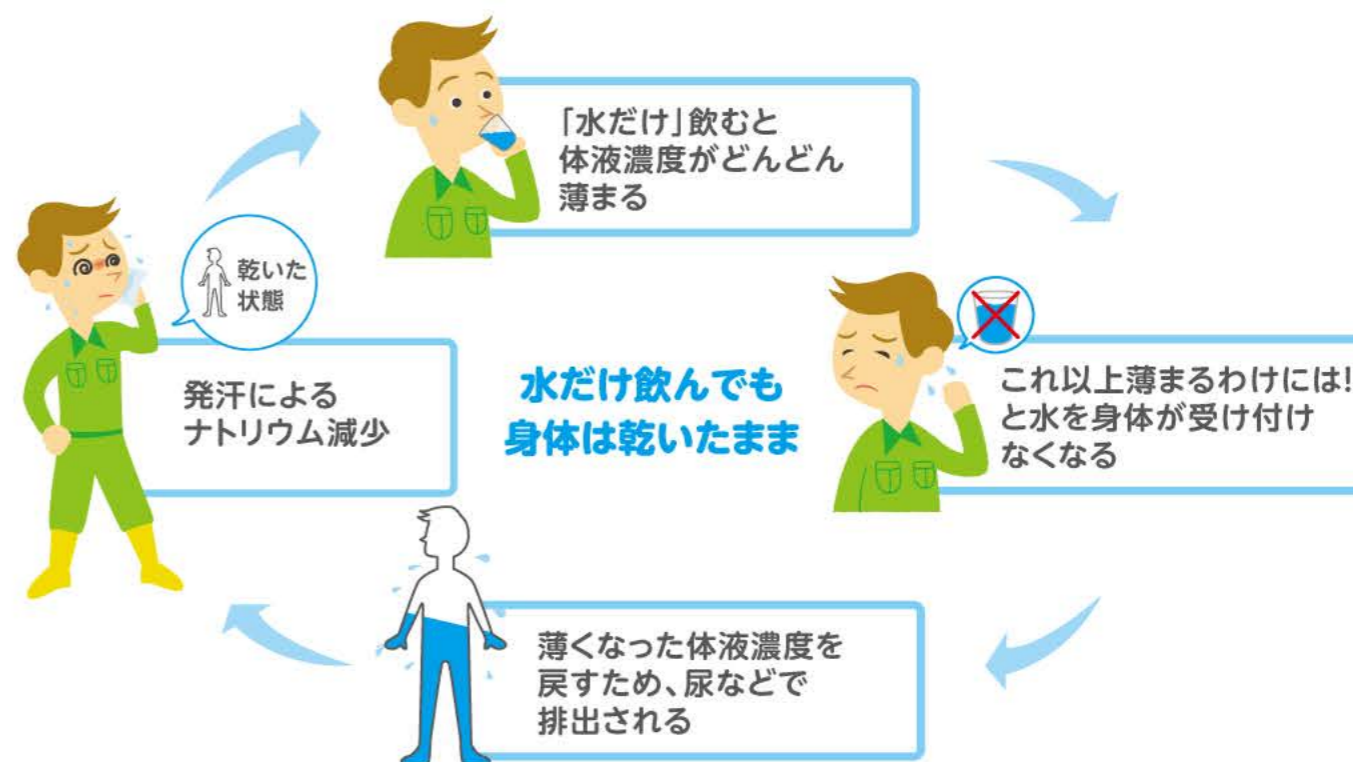 「水だけ」飲むと
体液濃度がどんどん
薄まる
乾いた
状態
発汗による
ナトリウム減少
水だけ飲んでも
身体は乾いたまま
これ以上薄まるわけには!
と水を身体が受け付け
なくなる
薄くなった体液濃度を
戻すため、尿などで
排出される